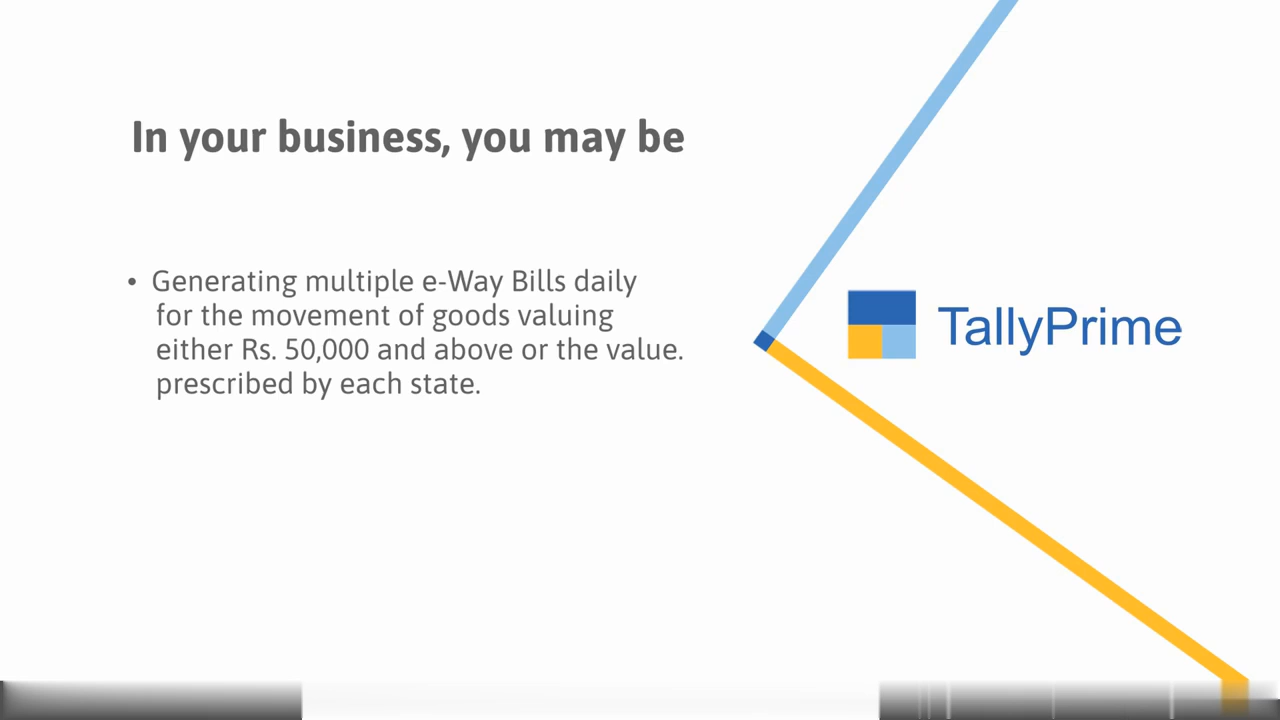 In your business, you may be
• Generating multiple e-Way Bills daily
for the movement of goods valuing
either Rs. 50,000 and above or the value.
prescribed by each state.
TallyPrime